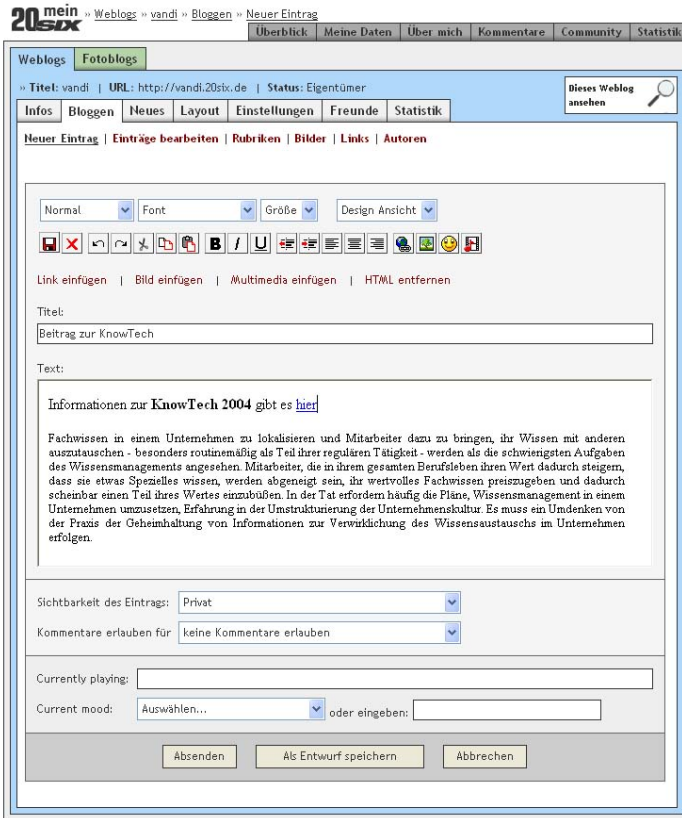 20six mein » Weblogs » vandi » Bloggen » Neuer Eintrag
Überblick Meine Daten Über mich Kommentare Community Statistik
Weblogs Fotoblogs
» Titel: vandi | URL: http://vandi.20six.de | Status: Eigentümer
Dieses Weblog
ansehen
Infos Bloggen Neues Layout Einstellungen Freunde Statistik
Neuer Eintrag | Einträge bearbeiten | Rubriken | Bilder | Links | Autoren
Normal Font Größe Design Ansicht
B I U
Link einfügen | Bild einfügen | Multimedia einfügen | HTML entfernen
Titel:
Beitrag zur KnowTech
Text:
Informationen zur KnowTech 2004 gibt es hier
Fachwissen in einem Unternehmen zu lokalisieren und Mitarbeiter dazu zu bringen, ihr Wissen mit anderen
auszutauschen - besonders routinemäßig als Teil ihrer regulären Tätigkeit - werden als die schwierigsten Aufgaben
des Wissensmanagements angesehen. Mitarbeiter, die in ihrem gesamten Berufsleben ihren Wert dadurch steigern,
dass sie etwas Spezielles wissen, werden abgeneigt sein, ihr wertvolles Fachwissen preiszugeben und dadurch
scheinbar einen Teil ihres Wertes einzubüßen. In der Tat erfordern häufig die Pläne, Wissensmanagement in einem
Unternehmen umzusetzen, Erfahrung in der Umstrukturierung der Unternehmenskultur. Es muss ein Umdenken von
der Praxis der Geheimhaltung von Informationen zur Verwirklichung des Wissensaustauschs im Unternehmen
erfolgen.
Sichtbarkeit des Eintrags: Privat
Kommentare erlauben für keine Kommentare erlauben
Currently playing:
Current mood: Auswählen... oder eingeben:
Absenden Als Entwurf speichern Abbrechen